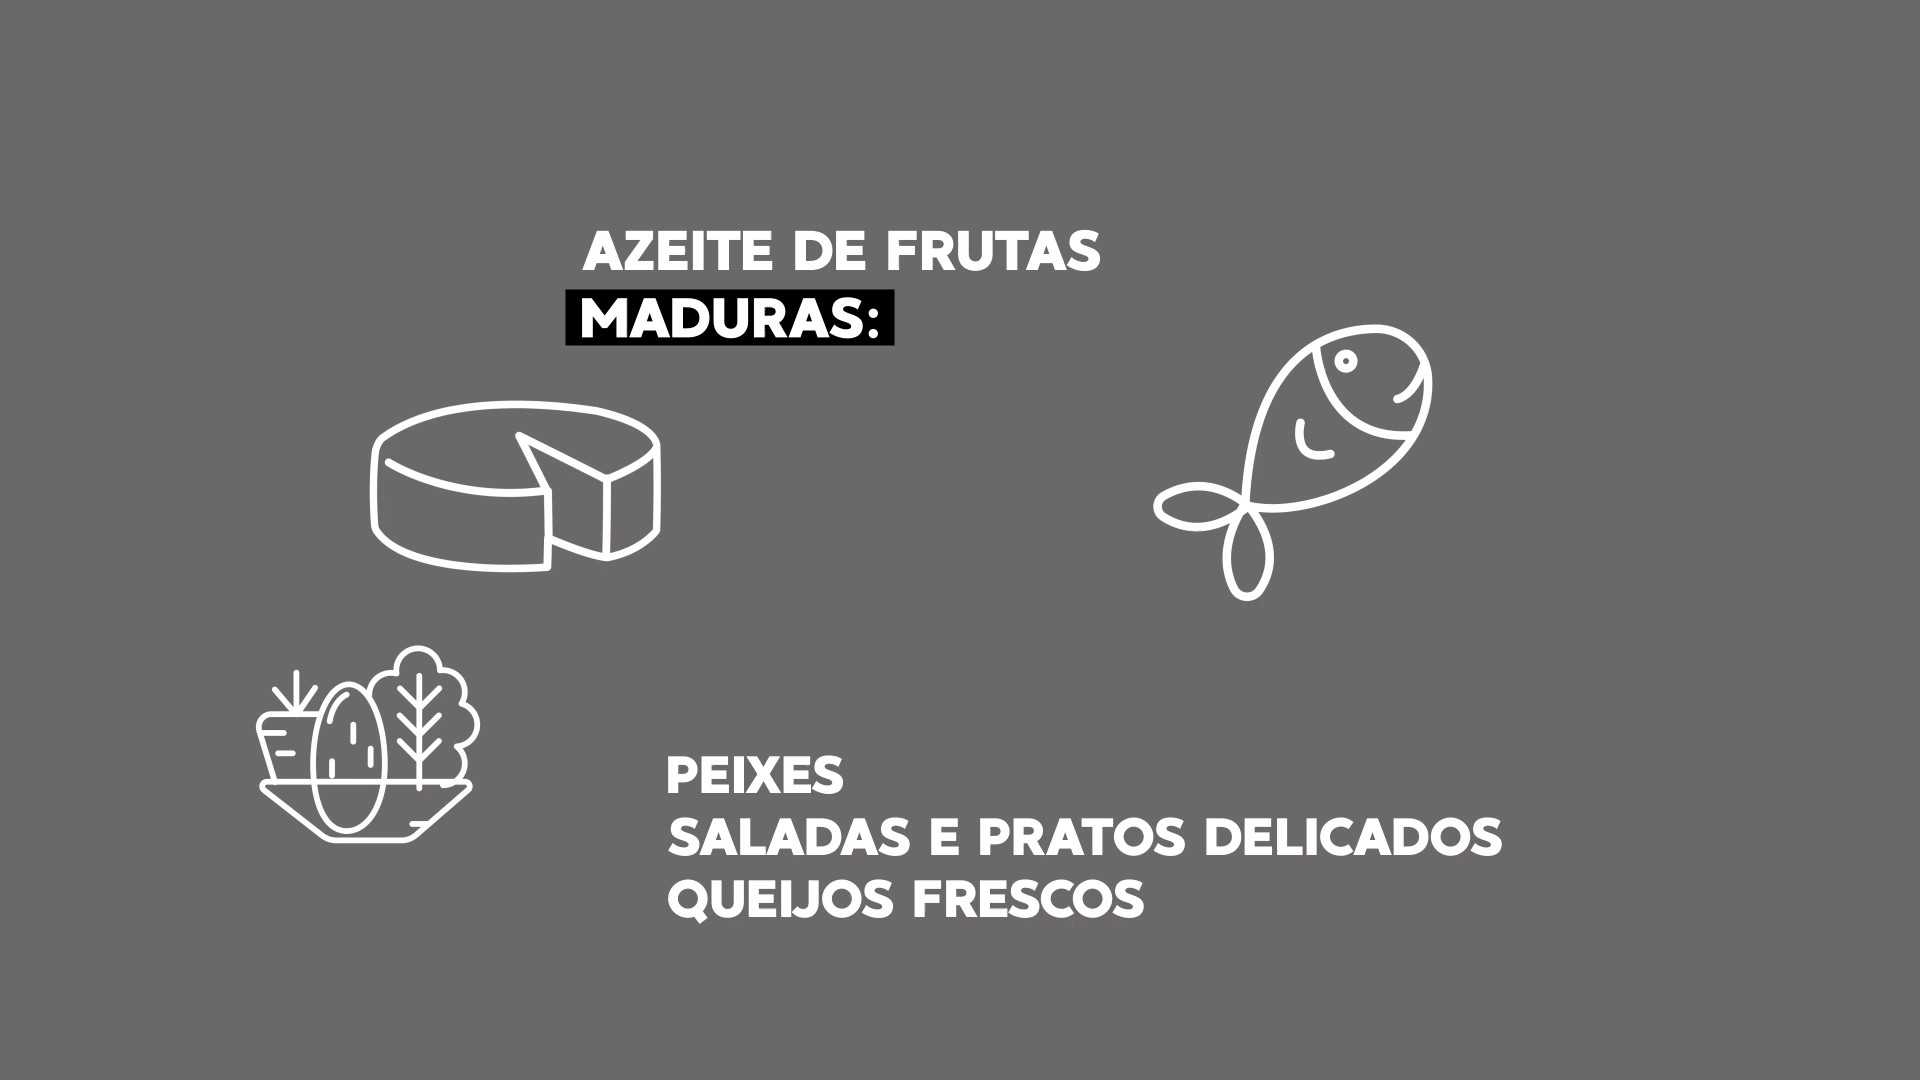 AZEITE DE FRUTAS
MADURAS:
PEIXES
SALADAS E PRATOS DELICADOS
QUEIJOS FRESCOS